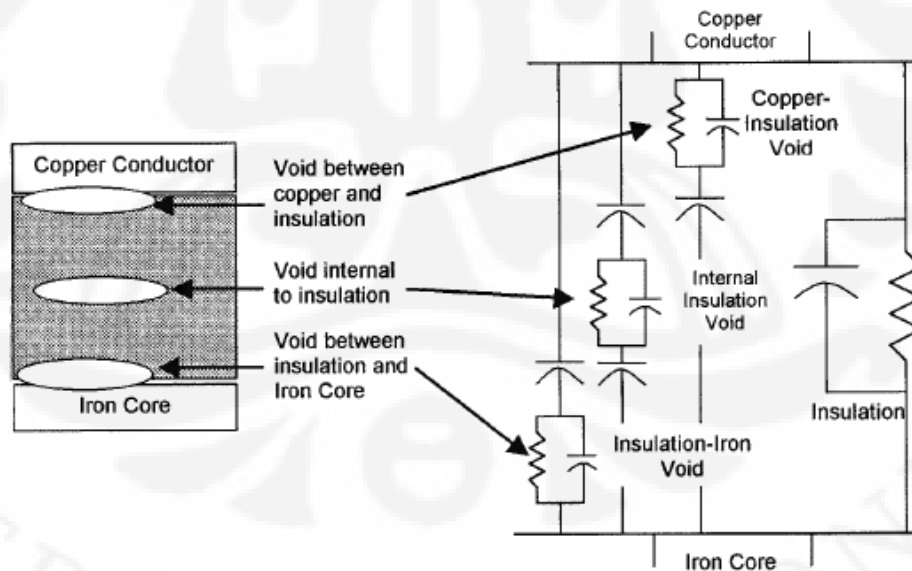 Copper Conductor
Void between
copper and
insulation
Void internal
to insulation
Void between
insulation and
Iron Core
Iron Core
Copper
Conductor
Copper-
Insulation
Void
Internal
Insulation
Void
Insulation
Insulation-Iron
Void
Iron Core